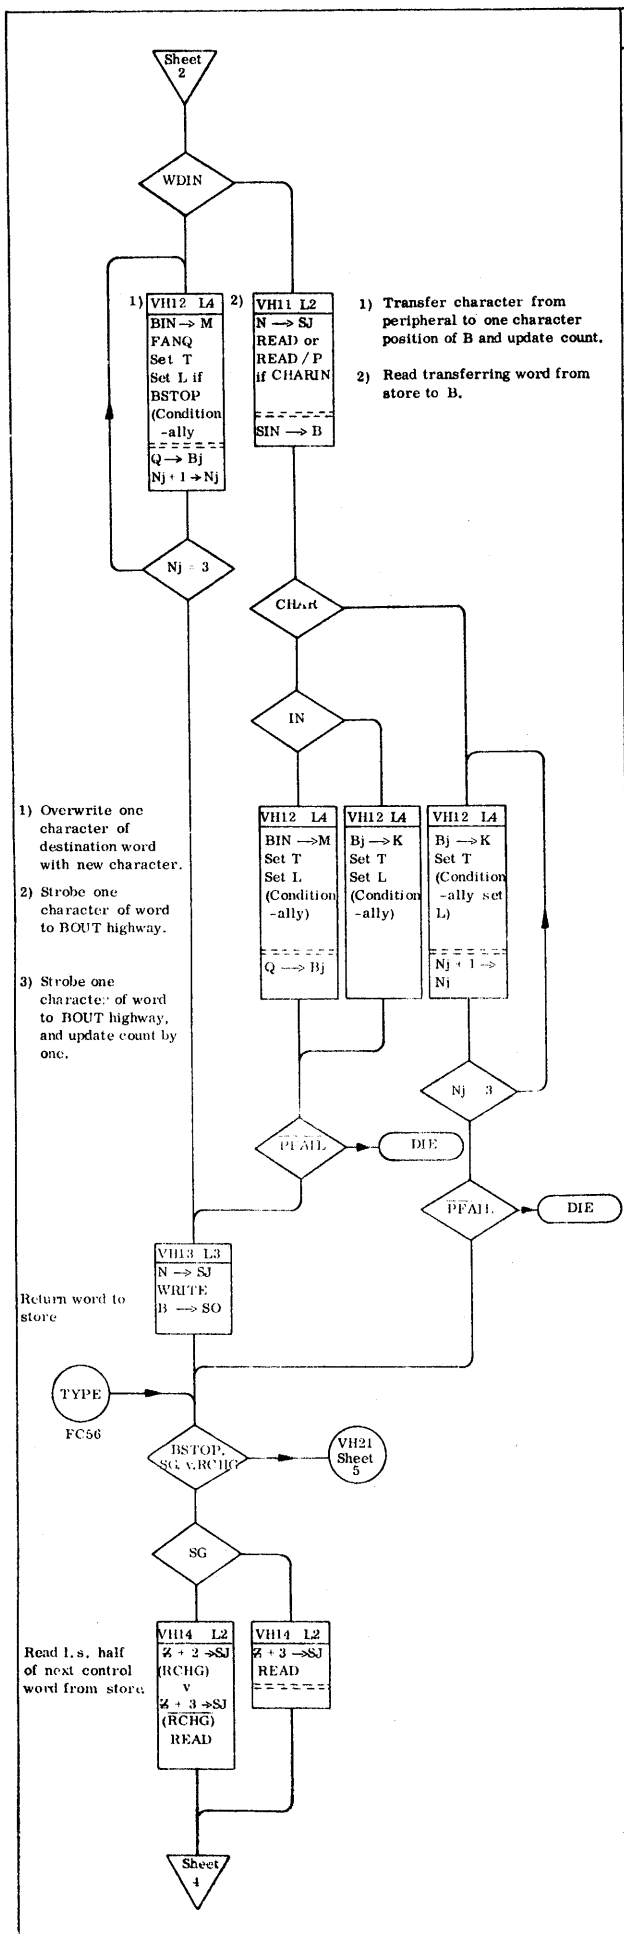 Sheet
2
WDIN
1)
VH12 L4
BIN → M
FANQ
Set T
Set L if
BSTOP
(Condition
-ally
Q → Bj
Nj + 1 → Nj
2)
VH11 L2
N → SJ
READ or
READ / P
if CHARIN
SIN → B
1) Transfer character from
peripheral to one character
position of B and update count.
2) Read transferring word from
store to B.
Nj = 3
CHAR
IN
1) Overwrite one
character of
destination word
with new character.
2) Strobe one
character of word
to BOUT highway.
3) Strobe one
character of word
to BOUT highway,
and update count by
one.
VH12 L4
BIN → M
Set T
Set L
(Condition
-ally)
Q → Bj
VH12 L4
Bj → K
Set T
Set L
(Condition
-ally)
VH12 L4
Bj → K
Set T
(Condition
-ally set
L)
Nj + 1 →
Nj
Nj 3
PFAIL
DIE
PFAIL
DIE
Return word to
store
VH13 L3
N → SJ
WRITE
B → SO
TYPE
FC56
BSTOP.
SG. v.RCHG
VH21
Sheet
5
SG
Read l.s. half
of next control
word from store.
VH14 L2
Z + 2 → SJ
(RCHG)
v
Z + 3 → SJ
(R̅C̅H̅G̅)
READ
VH14 L2
Z + 3 → SJ
READ
Sheet
4